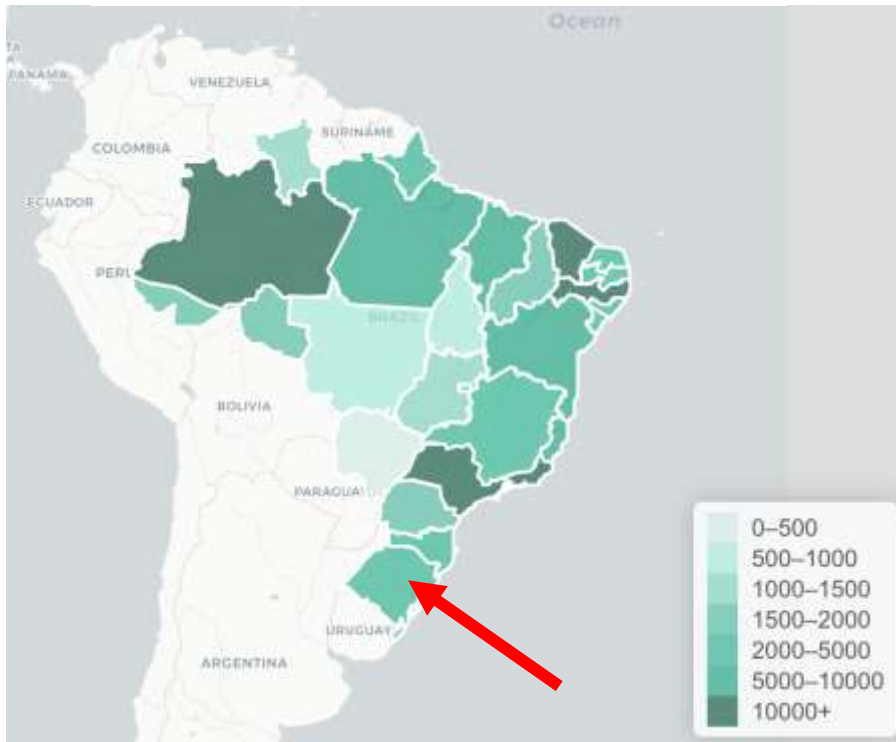 Ocean
PANAMA
VENEZUELA
SURINAME
COLOMBIA
ECUADOR
PERU
BRAZIL
BOLIVIA
PARAGUAY
URUGUAY
ARGENTINA
0–500
500–1000
1000–1500
1500–2000
2000–5000
5000–10000
10000+